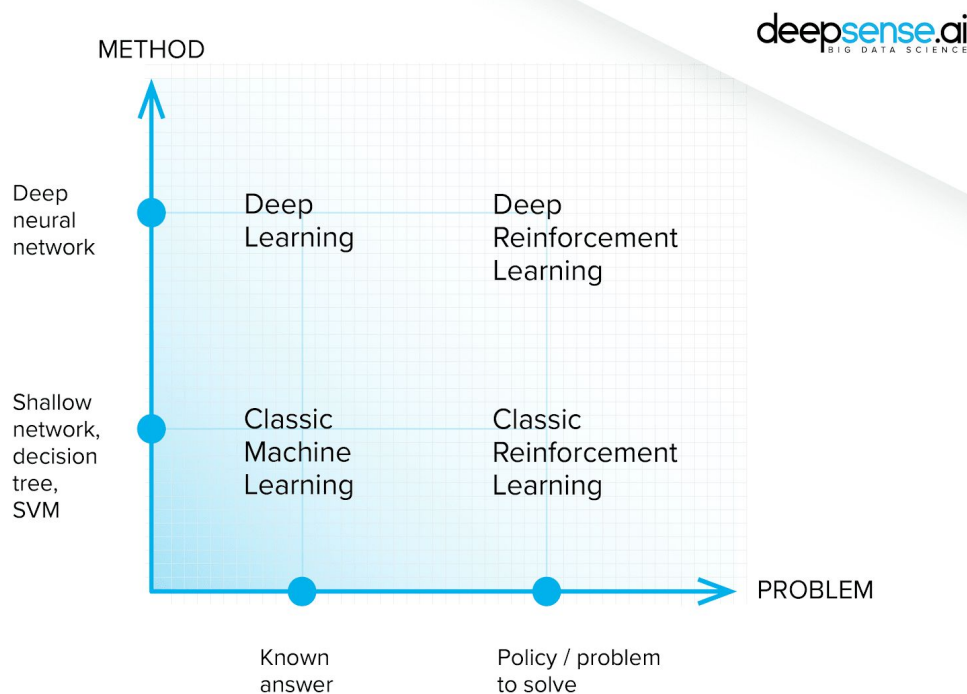 deepsense.ai
BIG DATA SCIENCE
METHOD
Deep
neural
network
Deep
Learning
Deep
Reinforcement
Learning
Shallow
network,
decision
tree,
SVM
Classic
Machine
Learning
Classic
Reinforcement
Learning
PROBLEM
Known
answer
Policy / problem
to solve